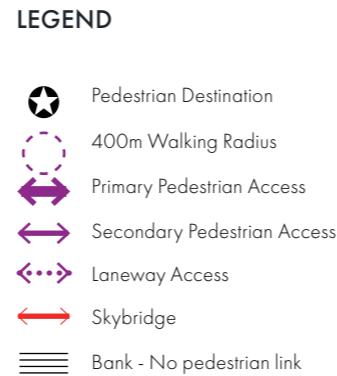 LEGEND
Pedestrian Destination
400m Walking Radius
Primary Pedestrian Access
Secondary Pedestrian Access
Laneway Access
Skybridge
Bank - No pedestrian link